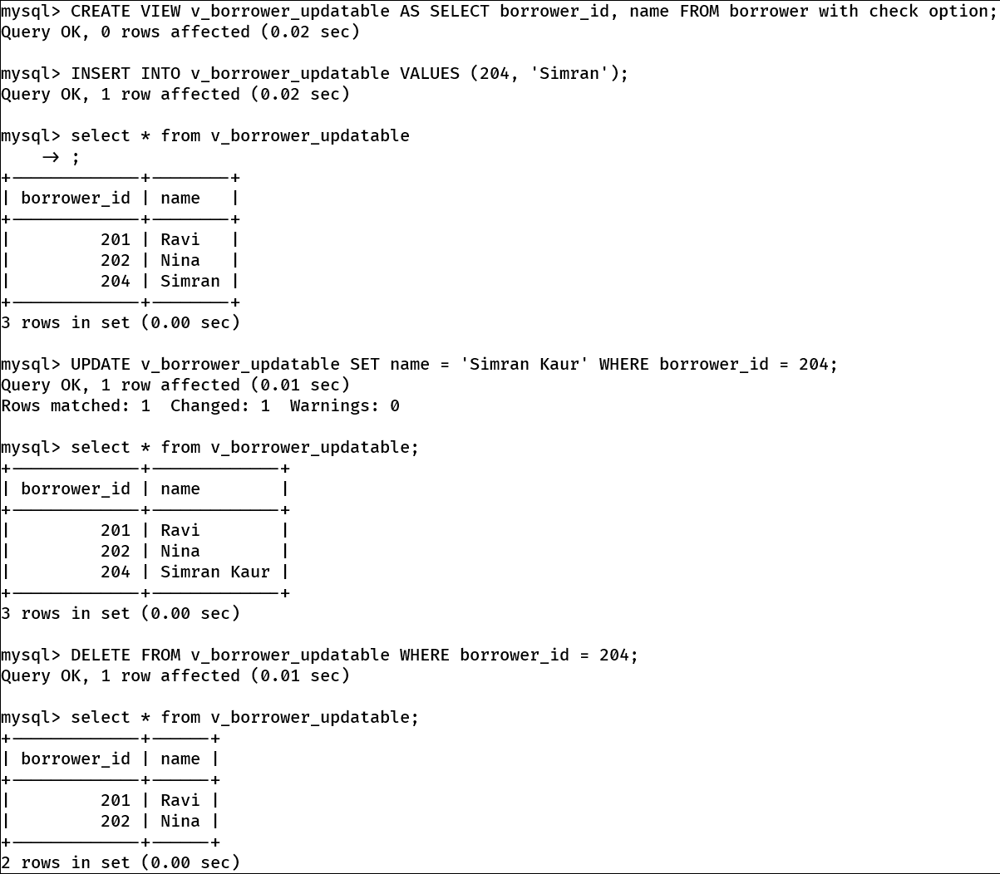 mysql> CREATE VIEW v_borrower_updatable AS SELECT borrower_id, name FROM borrower with check option;
Query OK, 0 rows affected (0.02 sec)

mysql> INSERT INTO v_borrower_updatable VALUES (204, 'Simran');
Query OK, 1 row affected (0.02 sec)

mysql> select * from v_borrower_updatable
    -> ;
+-------------+--------+
| borrower_id | name   |
+-------------+--------+
|         201 | Ravi   |
|         202 | Nina   |
|         204 | Simran |
+-------------+--------+
3 rows in set (0.00 sec)

mysql> UPDATE v_borrower_updatable SET name = 'Simran Kaur' WHERE borrower_id = 204;
Query OK, 1 row affected (0.01 sec)
Rows matched: 1  Changed: 1  Warnings: 0

mysql> select * from v_borrower_updatable;
+-------------+-------------+
| borrower_id | name        |
+-------------+-------------+
|         201 | Ravi        |
|         202 | Nina        |
|         204 | Simran Kaur |
+-------------+-------------+
3 rows in set (0.00 sec)

mysql> DELETE FROM v_borrower_updatable WHERE borrower_id = 204;
Query OK, 1 row affected (0.01 sec)

mysql> select * from v_borrower_updatable;
+-------------+------+
| borrower_id | name |
+-------------+------+
|         201 | Ravi |
|         202 | Nina |
+-------------+------+
2 rows in set (0.00 sec)